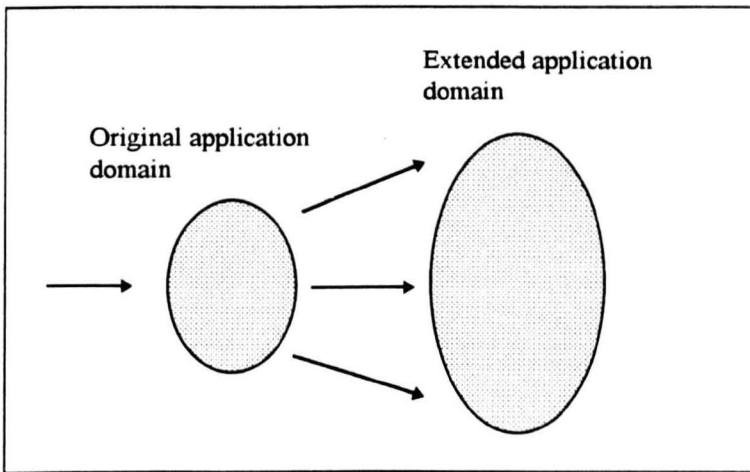 Original application
domain
Extended application
domain